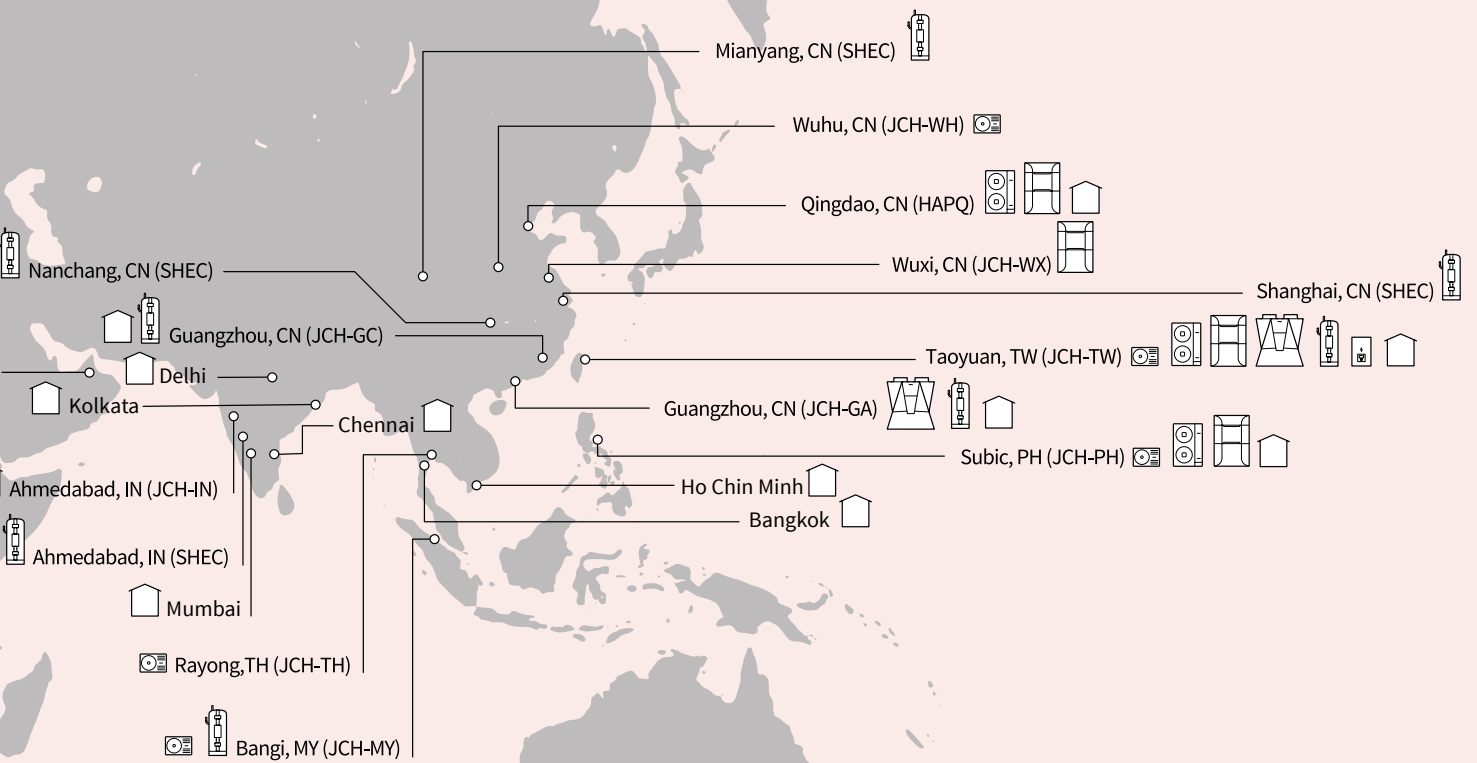 Mianyang, CN (SHEC)
Wuhu, CN (JCH-WH)
Qingdao, CN (HAPQ)
Wuxi, CN (JCH-WX)
Nanchang, CN (SHEC)
Shanghai, CN (SHEC)
Guangzhou, CN (JCH-GC)
Taoyuan, TW (JCH-TW)
Delhi
Kolkata
Guangzhou, CN (JCH-GA)
Chennai
Subic, PH (JCH-PH)
Ahmedabad, IN (JCH-IN)
Ho Chin Minh
Bangkok
Ahmedabad, IN (SHEC)
Mumbai
Rayong,TH (JCH-TH)
Bangi, MY (JCH-MY)